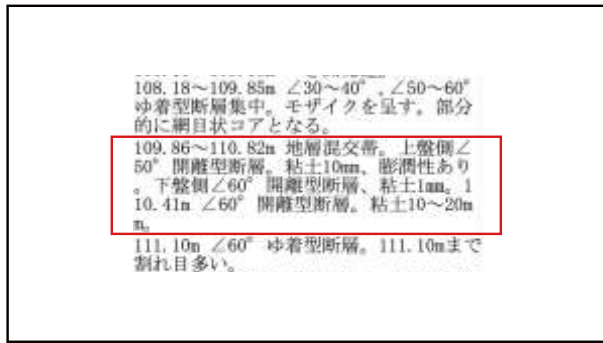 108.18～109.85m ∠30～40°,∠50～60°
ゆ着型断層集中。モザイクを呈す。部分
的に網目状コアとなる。
109.86～110.82m 地層混交帯。上盤側∠
50° 開離型断層。粘土10mm、膨潤性あり
。下盤側∠60° 開離型断層、粘土1mm。1
10.41m ∠60° 開離型断層。粘土10～20m
m。
111.10m ∠60° ゆ着型断層。111.10mまで
割れ目多い。